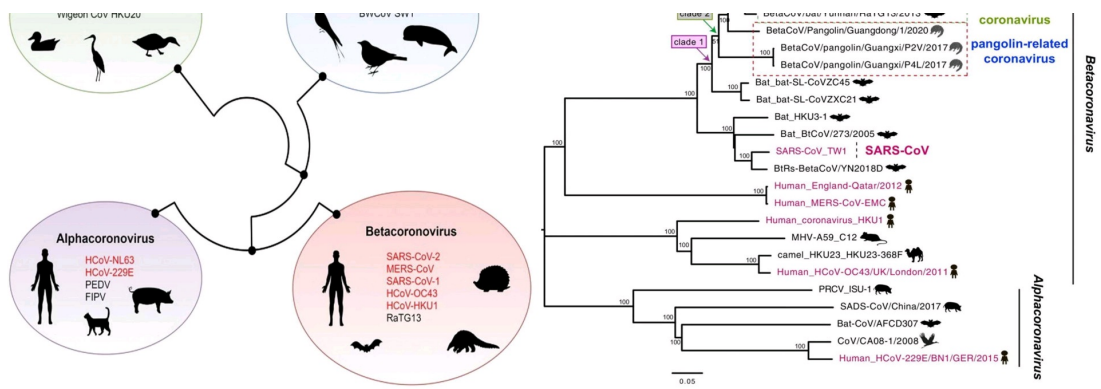 Wigeon CoV HKU20
BWCoV SW1
Alphacoronovirus
HCoV-NL63
HCoV-229E
PEDV
FIPV
Betacoronovirus
SARS-CoV-2
MERS-CoV
SARS-CoV-1
HCoV-OC43
HCoV-HKU1
RaTG13
clade 2
BetaCoV/bat/Yunnan/RaTG13/2013
coronavirus
BetaCoV/Pangolin/Guangdong/1/2020
clade 1
BetaCoV/pangolin/Guangxi/P2V/2017
pangolin-related
coronavirus
100
BetaCoV/pangolin/Guangxi/P4L/2017
100
Bat_bat-SL-CoVZC45
100
Bat_bat-SL-CoVZXC21
100
Bat_HKU3-1
100
Bat_BtCoV/273/2005
SARS-CoV_TW1
SARS-CoV
100
BtRs-BetaCoV/YN2018D
Human_England-Qatar/2012
100
Human_MERS-CoV-EMC
Human_coronavirus_HKU1
100
MHV-A59_C12
100
camel_HKU23_HKU23-368F
100
Human_HCoV-OC43/UK/London/2011
Betacoronavirus
PRCV_ISU-1
100
SADS-CoV/China/2017
100
Bat-CoV/AFCD307
100
CoV/CA08-1/2008
100
Human_HCoV-229E/BN1/GER/2015
Alphacoronavirus
0.05